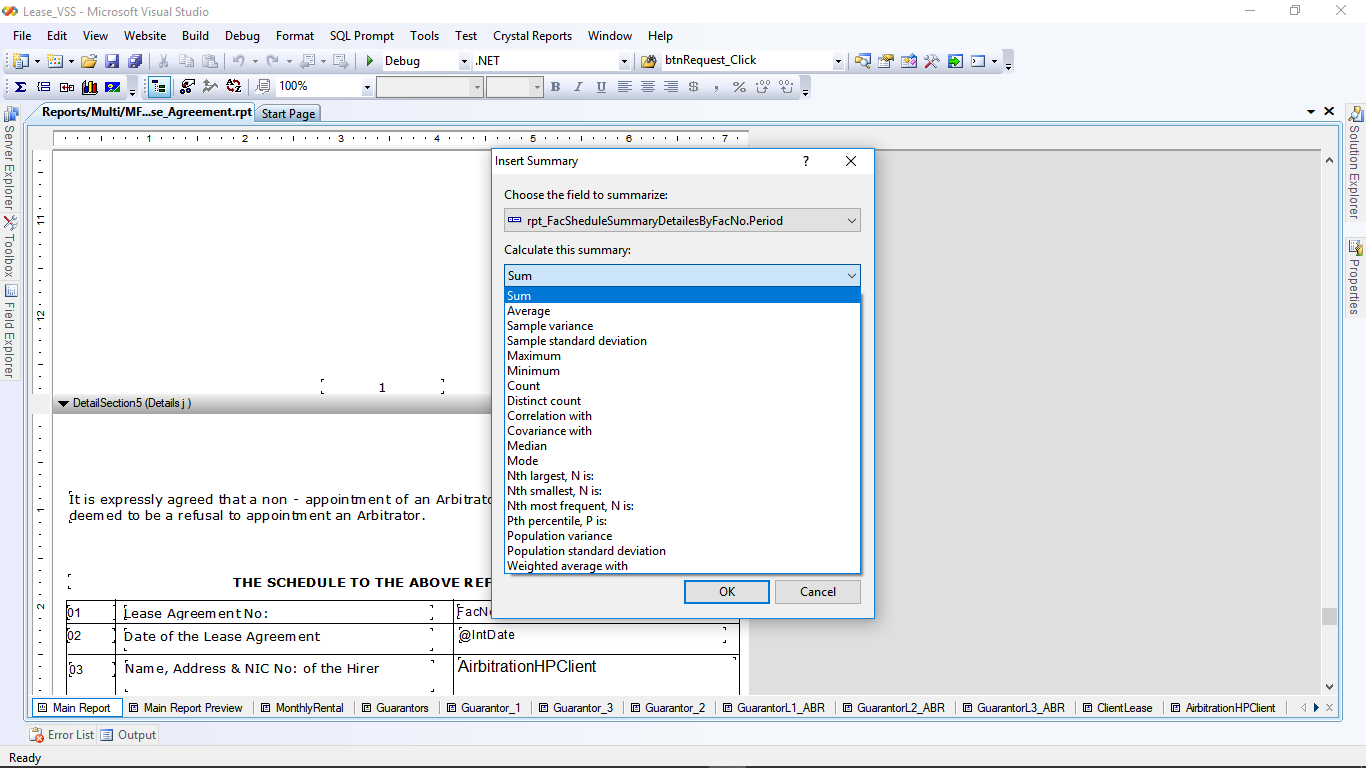 Lease_VSS - Microsoft Visual Studio
File Edit View Website Build Debug Format SQL Prompt Tools Test Crystal Reports Window Help
Debug .NET btnRequest_Click
100% B I U $ , %
Reports/Multi/MF...se_Agreement.rpt Start Page
Server Explorer
Toolbox
Field Explorer
Solution Explorer
Properties
1 2 3 4 5 6 7
11
12
1
DetailSection5 (Details j )
It is expressly agreed that a non - appointment of an Arbitrato
deemed to be a refusal to appointment an Arbitrator.
THE SCHEDULE TO THE ABOVE REF
1
2
01 Lease Agreement No: FacNo
02 Date of the Lease Agreement @IntDate
03 Name, Address & NIC No: of the Hirer AirbitrationHPClient
Insert Summary ?
Choose the field to summarize:
rpt_FacSheduleSummaryDetailesByFacNo.Period
Calculate this summary:
Sum
Sum
Average
Sample variance
Sample standard deviation
Maximum
Minimum
Count
Distinct count
Correlation with
Covariance with
Median
Mode
Nth largest, N is:
Nth smallest, N is:
Nth most frequent, N is:
Pth percentile, P is:
Population variance
Population standard deviation
Weighted average with
OK Cancel
Main Report Main Report Preview MonthlyRental Guarantors Guarantor_1 Guarantor_3 Guarantor_2 GuarantorL1_ABR GuarantorL2_ABR GuarantorL3_ABR ClientLease AirbitrationHPClient
Error List Output
Ready